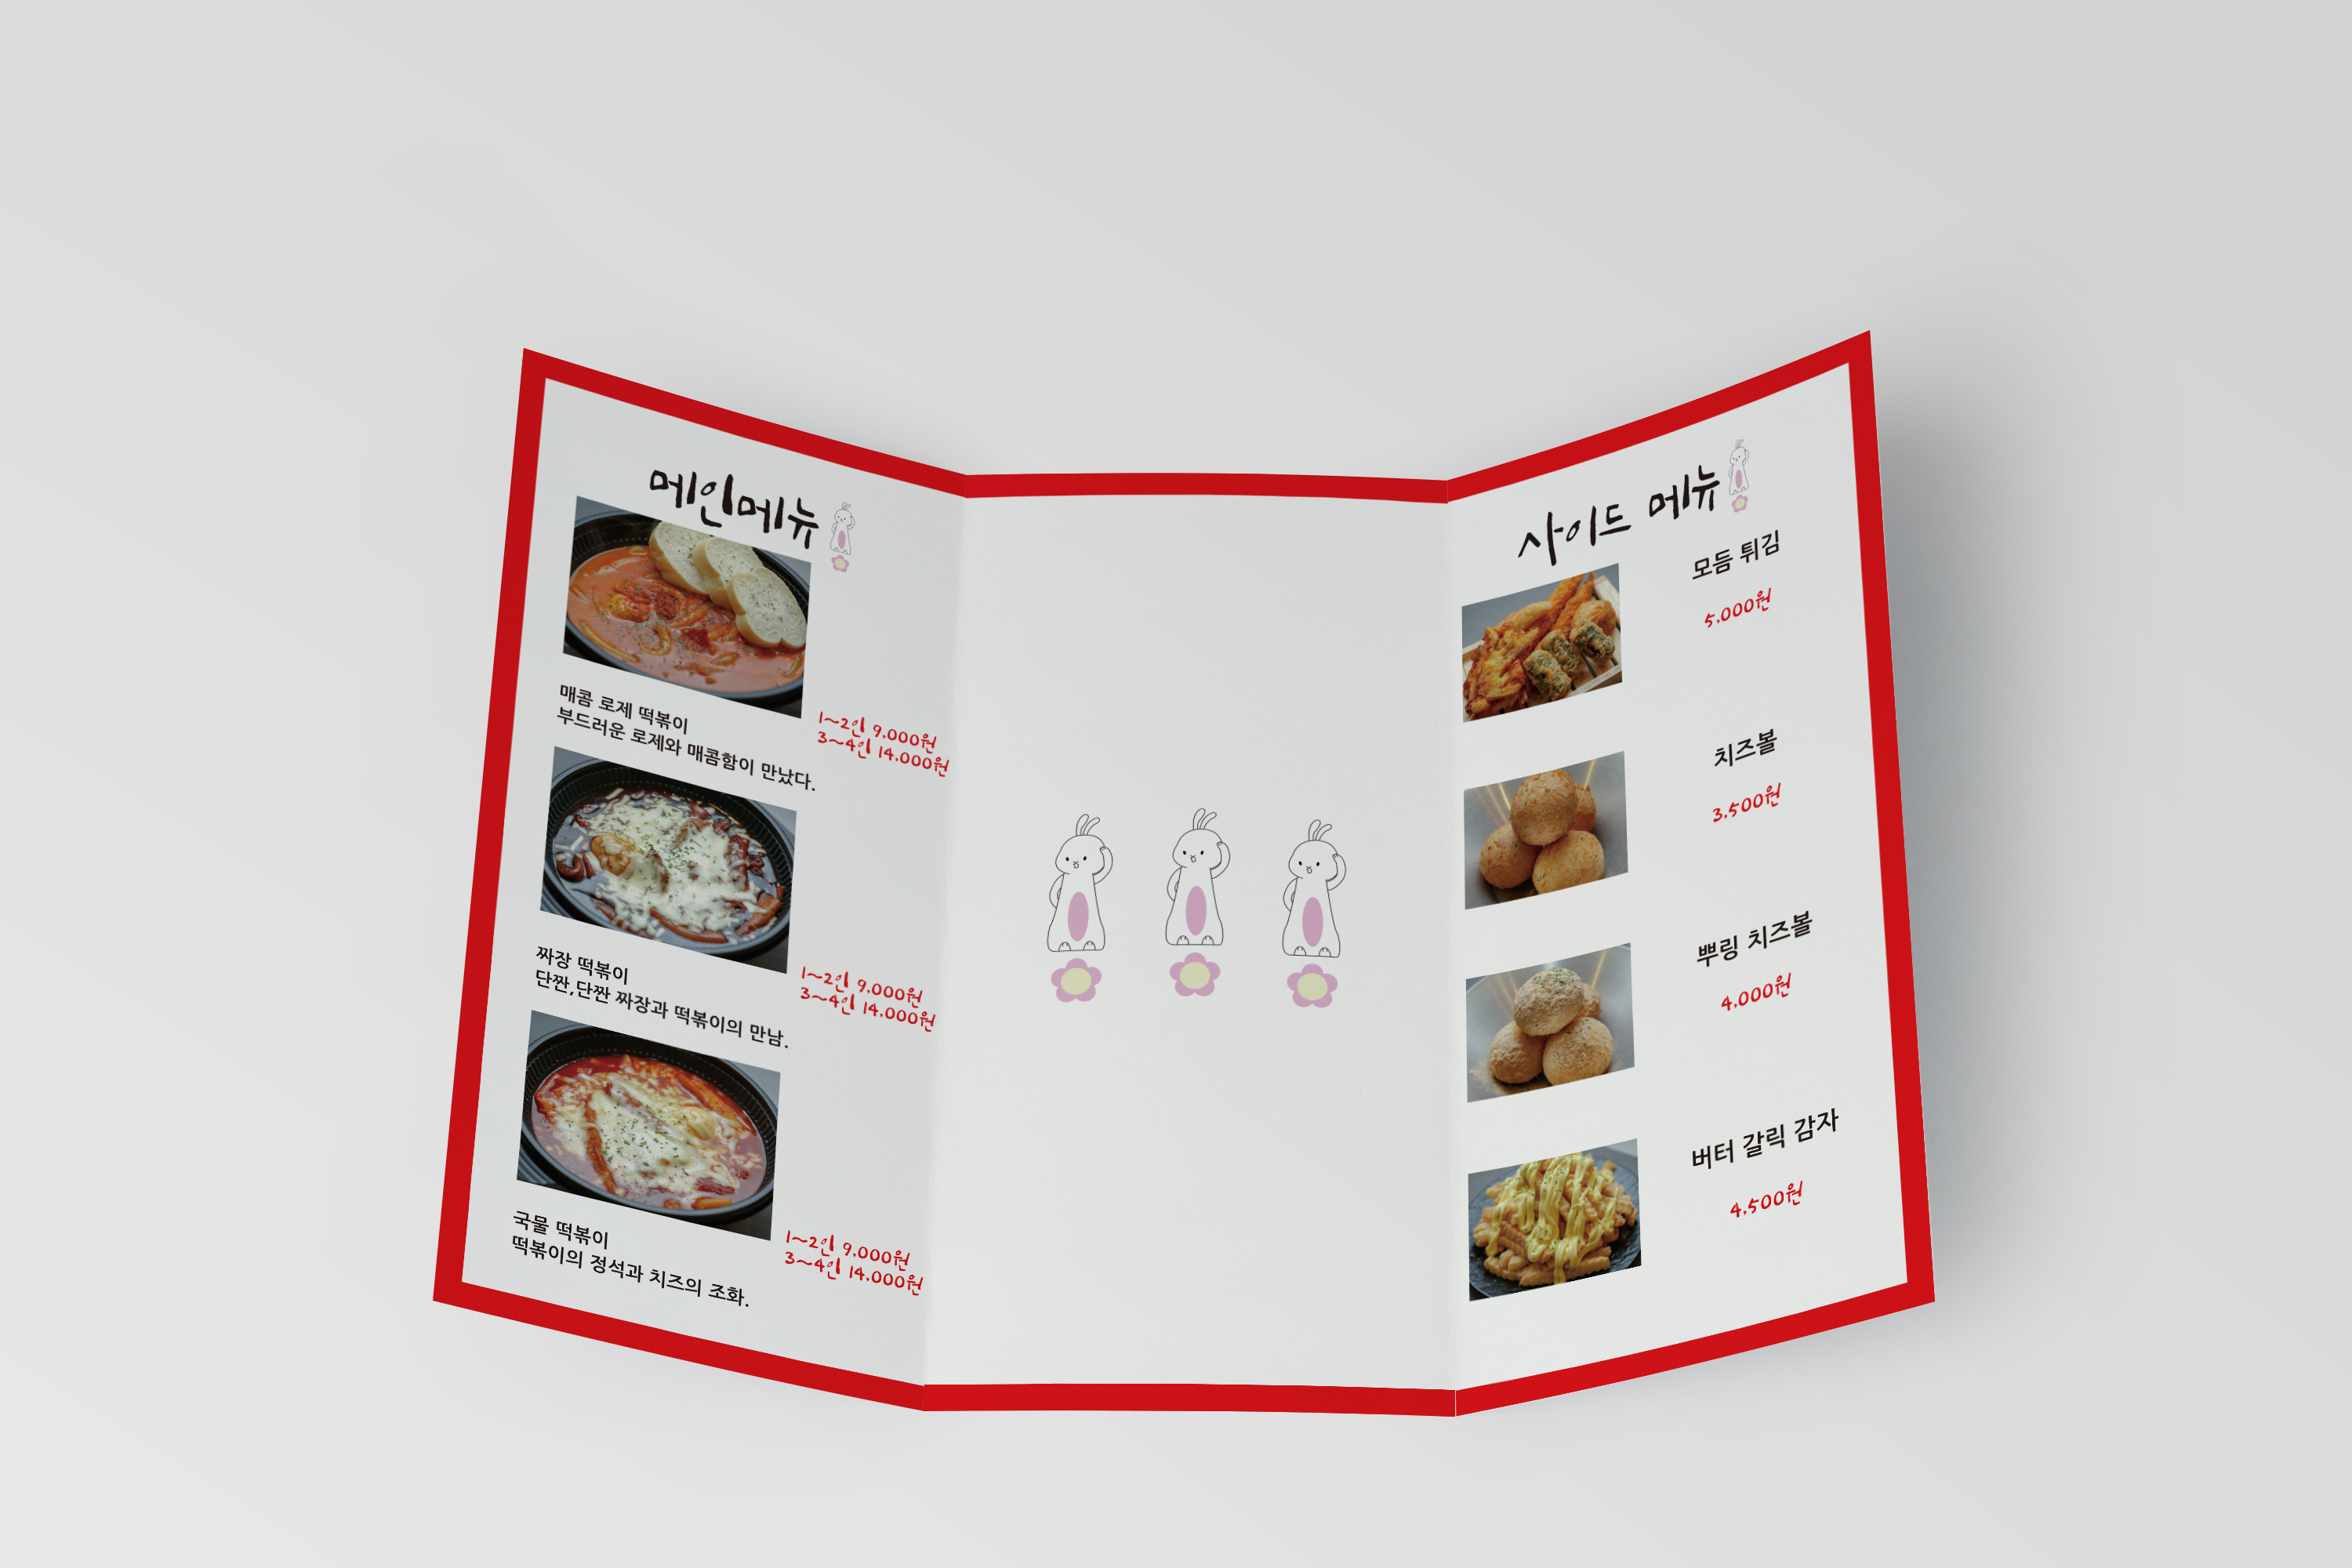 메인메뉴
매콤 로제 떡볶이
부드러운 로제와 매콤함이 만났다.
1~2인 9,000원
3~4인 14,000원
짜장 떡볶이
단짠,단짠 짜장과 떡볶이의 만남.
1~2인 9,000원
3~4인 14,000원
국물 떡볶이
떡볶이의 정석과 치즈의 조화.
1~2인 9,000원
3~4인 14,000원
사이드 메뉴
모듬 튀김
5,000원
치즈볼
3,500원
뿌링 치즈볼
4,000원
버터 갈릭 감자
4,500원